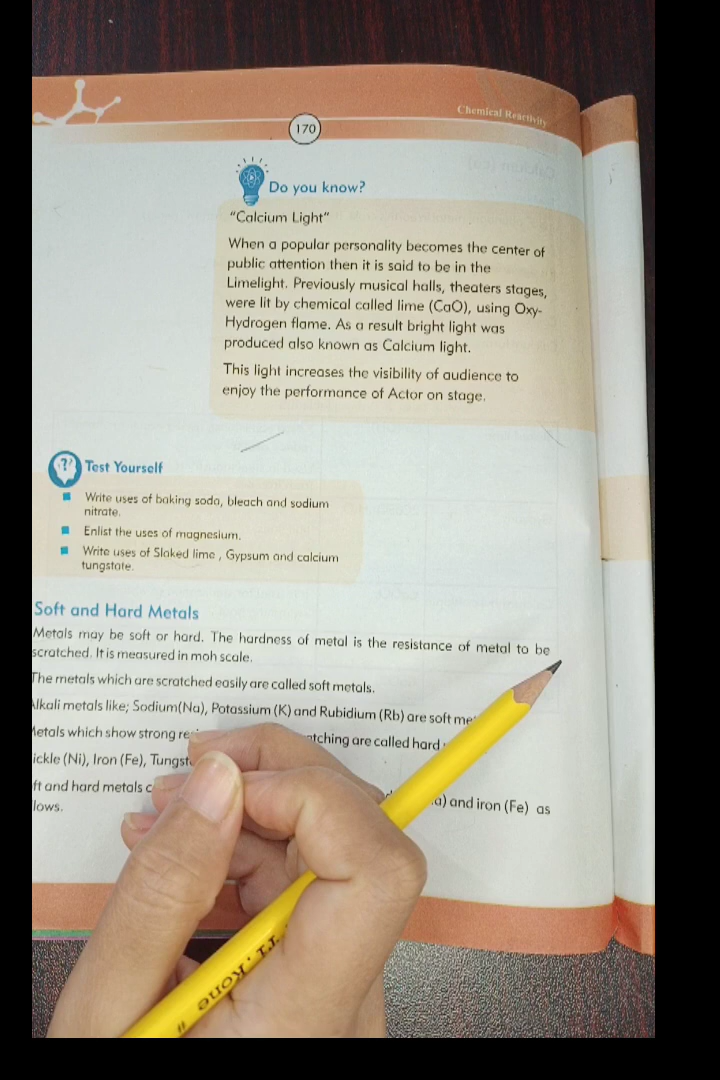 Chemical Reactivity
170
Do you know?
"Calcium Light"
When a popular personality becomes the center of
public attention then it is said to be in the
Limelight. Previously musical halls, theaters stages,
were lit by chemical called lime (CaO), using Oxy-
Hydrogen flame. As a result bright light was
produced also known as Calcium light.
This light increases the visibility of audience to
enjoy the performance of Actor on stage.
Test Yourself
Write uses of baking soda, bleach and sodium
nitrate.
Enlist the uses of magnesium.
Write uses of Slaked lime , Gypsum and calcium
tungstate.
Soft and Hard Metals
Metals may be soft or hard. The hardness of metal is the resistance of metal to be
scratched. It is measured in moh scale.
The metals which are scratched easily are called soft metals.
Alkali metals like; Sodium(Na), Potassium (K) and Rubidium (Rb) are soft
Metals which show strong are called hard
(Ni), Iron (Fe),
and hard metals and iron (Fe) as